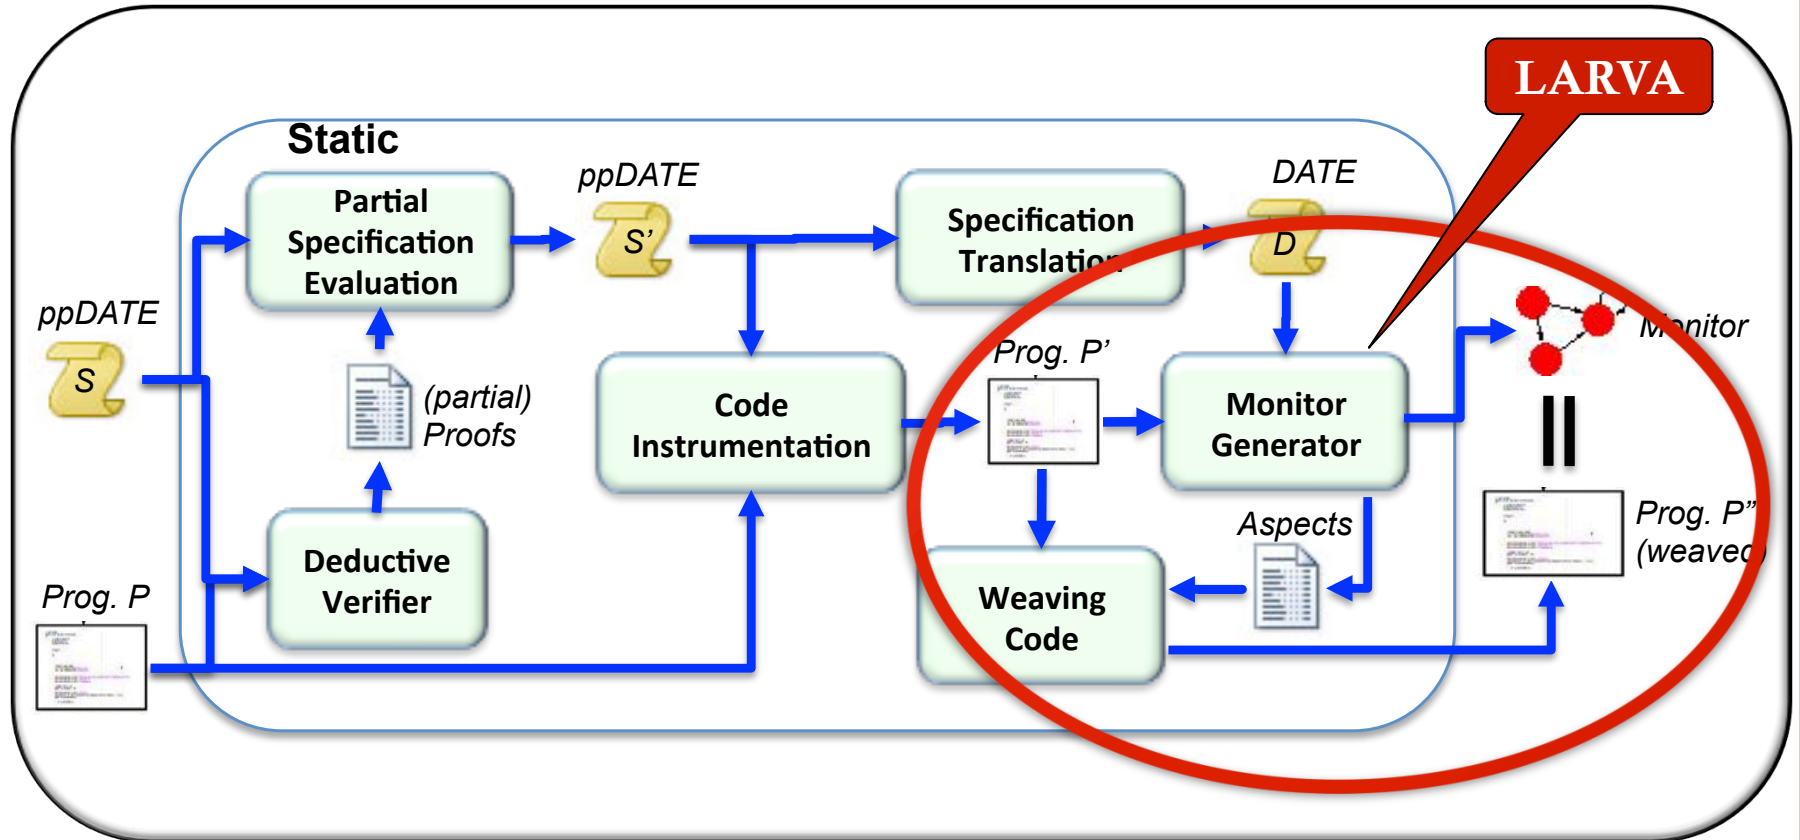 LARVA
Static
ppDATE
DATE
Partial
Specification
Evaluation
S'
Specification
Translation
D
ppDATE
S
Monitor
Prog. P'
(partial)
Proofs
Code
Instrumentation
Monitor
Generator
Aspects
Prog. P''
(weaved)
Deductive
Verifier
Prog. P
Weaving
Code